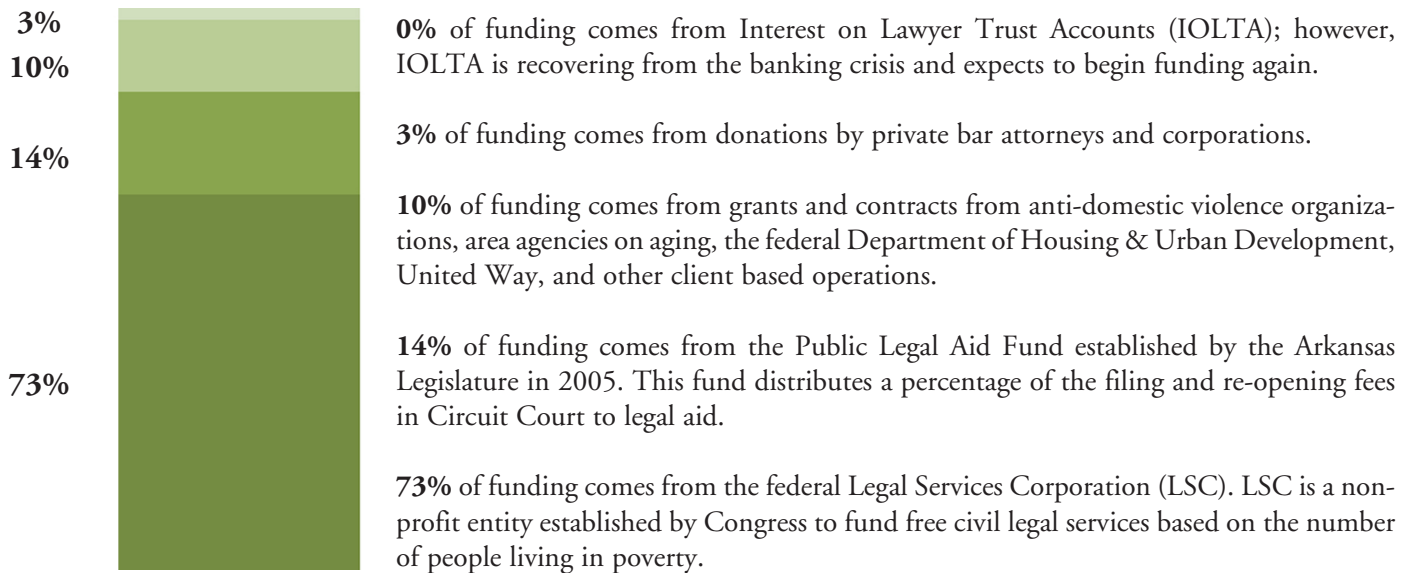 3%
10%
14%
73%
0% of funding comes from Interest on Lawyer Trust Accounts (IOLTA); however,
IOLTA is recovering from the banking crisis and expects to begin funding again.
3% of funding comes from donations by private bar attorneys and corporations.
10% of funding comes from grants and contracts from anti-domestic violence organiza-
tions, area agencies on aging, the federal Department of Housing & Urban Development,
United Way, and other client based operations.
14% of funding comes from the Public Legal Aid Fund established by the Arkansas
Legislature in 2005. This fund distributes a percentage of the filing and re-opening fees
in Circuit Court to legal aid.
73% of funding comes from the federal Legal Services Corporation (LSC). LSC is a non-
profit entity established by Congress to fund free civil legal services based on the number
of people living in poverty.